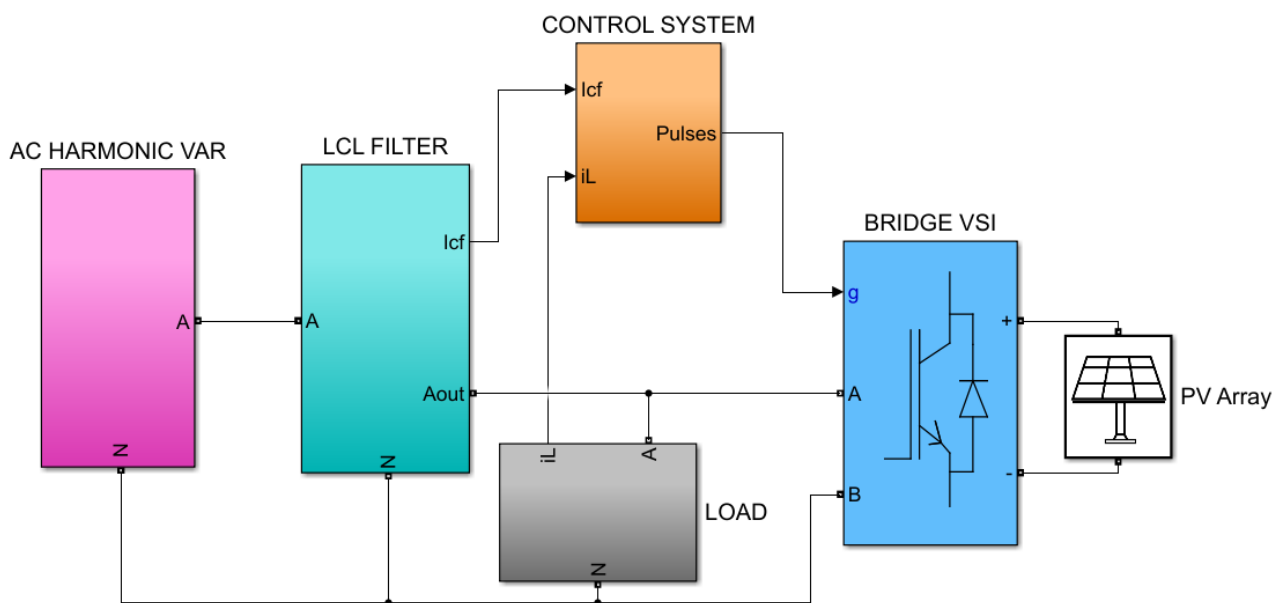 CONTROL SYSTEM
Icf
Pulses
iL
AC HARMONIC VAR
A
N
LCL FILTER
Icf
A
Aout
N
BRIDGE VSI
g
+
A
-
B
PV Array
iL
A
LOAD
N